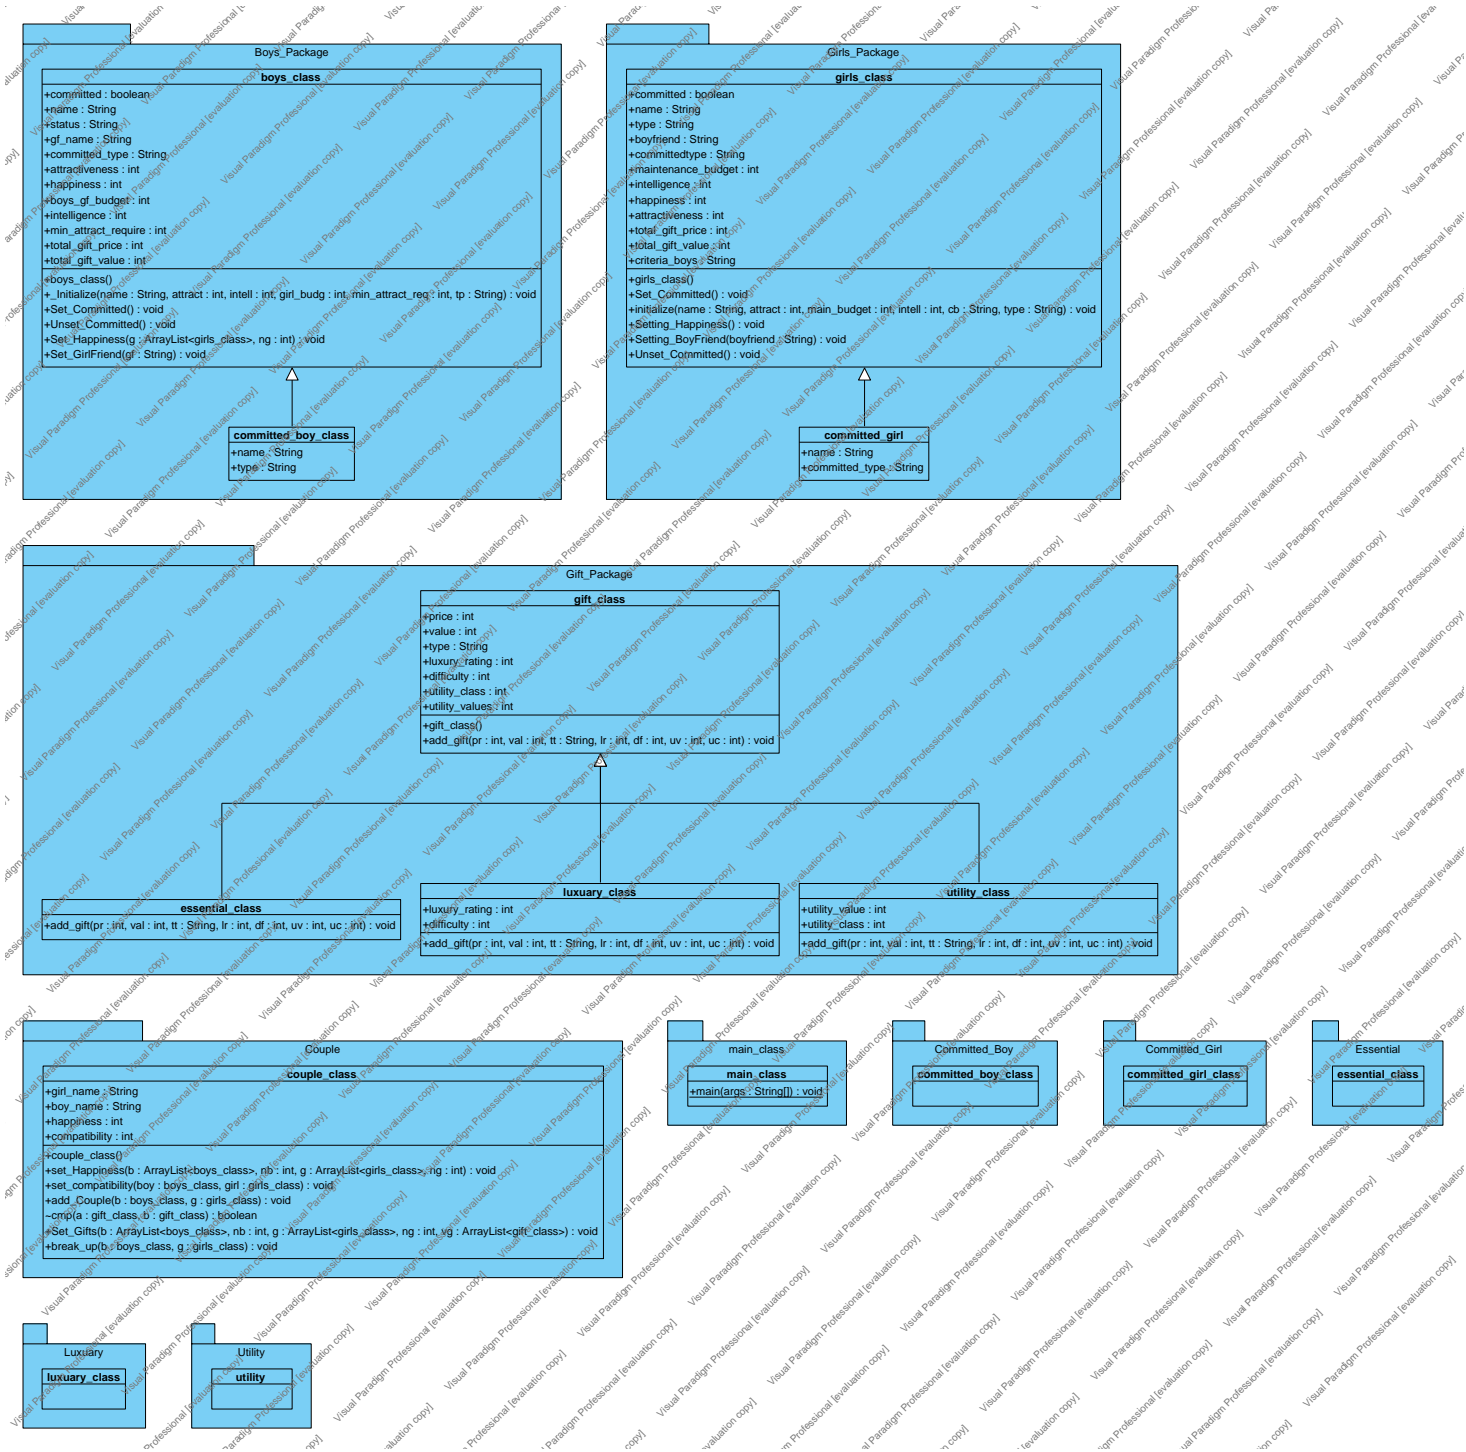 Boys_Package
boys_class
+committed : boolean
+name : String
+status : String
+gf_name : String
+committed_type : String
+attractiveness : int
+happiness : int
+boys_gf_budget : int
+intelligence : int
+min_attract_require : int
+total_gift_price : int
+total_gift_value : int
+boys_class()
+_Initialize(name : String, attract : int, intell : int, girl_budg : int, min_attract_req : int, tp : String) : void
+Set_Committed() : void
+Unset_Committed() : void
+Set_Happiness(g : ArrayList<girls_class>, ng : int) : void
+Set_GirlFriend(gf : String) : void
committed_boy_class
+name : String
+type : String
Girls_Package
girls_class
+committed : boolean
+name : String
+type : String
+boyfriend : String
+committedtype : String
+maintenance_budget : int
+intelligence : int
+happiness : int
+attractiveness : int
+total_gift_price : int
+total_gift_value : int
+criteria_boys : String
+girls_class()
+Set_Committed() : void
+initialize(name : String, attract : int, main_budget : int, intell : int, cb : String, type : String) : void
+Setting_Happiness() : void
+Setting_BoyFriend(boyfriend : String) : void
+Unset_Committed() : void
committed_girl
+name : String
+committed_type : String
Gift_Package
gift_class
+price : int
+value : int
+type : String
+luxury_rating : int
+difficulty : int
+utility_class : int
+utility_values : int
+gift_class()
+add_gift(pr : int, val : int, tt : String, lr : int, df : int, uv : int, uc : int) : void
essential_class
+add_gift(pr : int, val : int, tt : String, lr : int, df : int, uv : int, uc : int) : void
luxuary_class
+luxury_rating : int
+difficulty : int
+add_gift(pr : int, val : int, tt : String, lr : int, df : int, uv : int, uc : int) : void
utility_class
+utility_value : int
+utility_class : int
+add_gift(pr : int, val : int, tt : String, lr : int, df : int, uv : int, uc : int) : void
Couple
couple_class
+girl_name : String
+boy_name : String
+happiness : int
+compatibility : int
+couple_class()
+set_Happiness(b : ArrayList<boys_class>, nb : int, g : ArrayList<girls_class>, ng : int) : void
+set_compatibility(boy : boys_class, girl : girls_class) : void
+add_Couple(b : boys_class, g : girls_class) : void
~cmp(a : gift_class, b : gift_class) : boolean
+Set_Gifts(b : ArrayList<boys_class>, nb : int, g : ArrayList<girls_class>, ng : int, vg : ArrayList<gift_class>) : void
+break_up(b : boys_class, g : girls_class) : void
main_class
main_class
+main(args : String[]) : void
Committed_Boy
committed_boy_class
Committed_Girl
committed_girl_class
Essential
essential_class
Luxuary
luxuary_class
Utility
utility
Visual Paradigm Professional [evaluation copy]